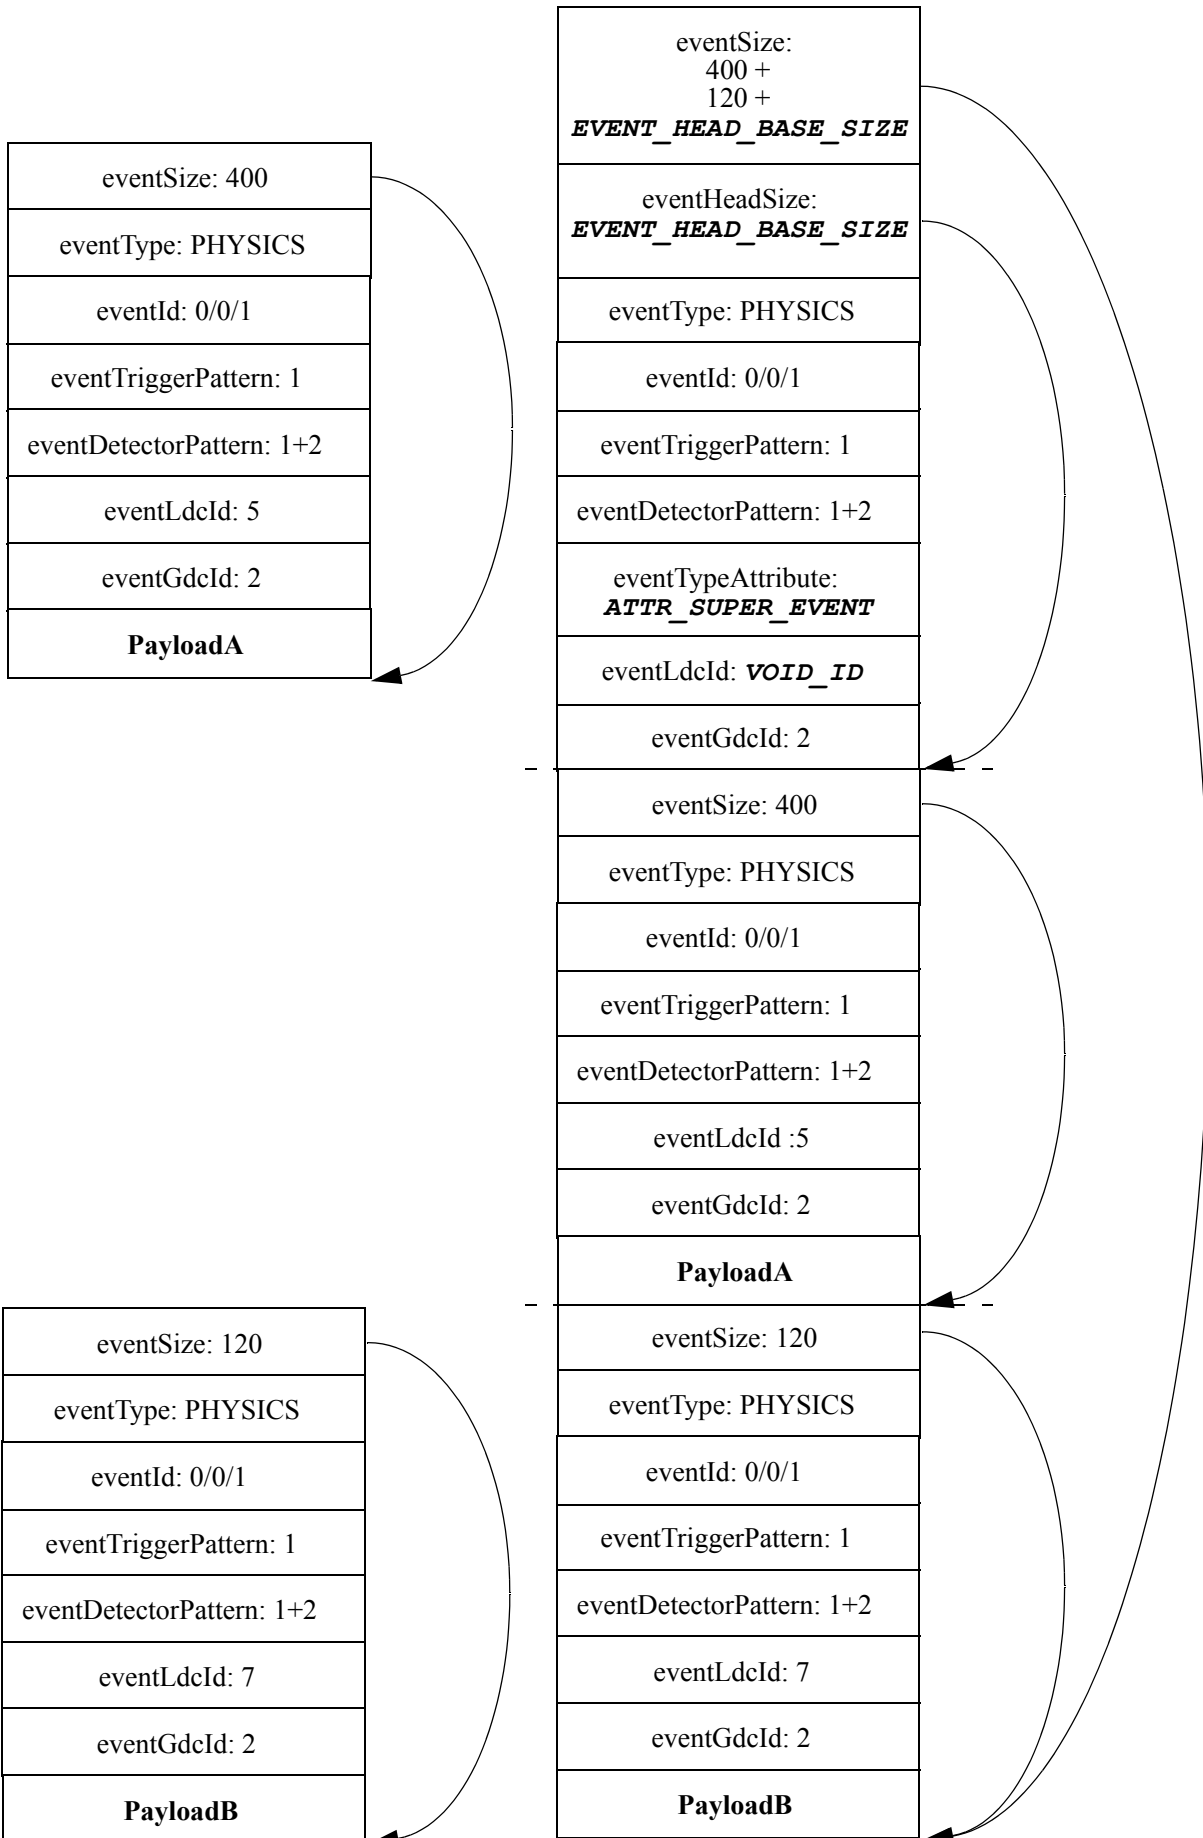 eventSize: 400
eventType: PHYSICS
eventId: 0/0/1
eventTriggerPattern: 1
eventDetectorPattern: 1+2
eventLdcId: 5
eventGdcId: 2
PayloadA
eventSize: 120
eventType: PHYSICS
eventId: 0/0/1
eventTriggerPattern: 1
eventDetectorPattern: 1+2
eventLdcId: 7
eventGdcId: 2
PayloadB
eventSize:
400 +
120 +
EVENT_HEAD_BASE_SIZE
eventHeadSize:
EVENT_HEAD_BASE_SIZE
eventType: PHYSICS
eventId: 0/0/1
eventTriggerPattern: 1
eventDetectorPattern: 1+2
eventTypeAttribute:
ATTR_SUPER_EVENT
eventLdcId: VOID_ID
eventGdcId: 2
eventSize: 400
eventType: PHYSICS
eventId: 0/0/1
eventTriggerPattern: 1
eventDetectorPattern: 1+2
eventLdcId :5
eventGdcId: 2
PayloadA
eventSize: 120
eventType: PHYSICS
eventId: 0/0/1
eventTriggerPattern: 1
eventDetectorPattern: 1+2
eventLdcId: 7
eventGdcId: 2
PayloadB